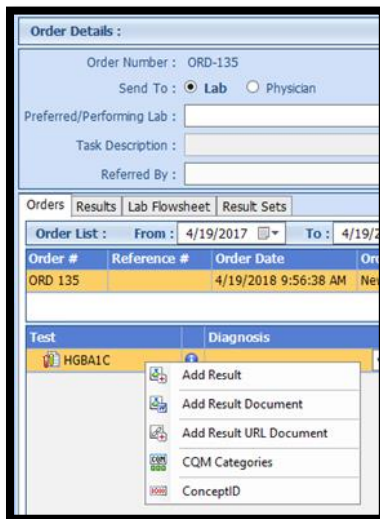 Order Details :
Order Number : ORD-135
Send To : Lab Physician
Preferred/Performing Lab :
Task Description :
Referred By :
Orders Results Lab Flowsheet Result Sets
Order List : From : 4/19/2017 To : 4/19/2
Order # Reference # Order Date Ord
ORD 135 4/19/2018 9:56:38 AM Ne
Test Diagnosis
HGBA1C
Add Result
Add Result Document
Add Result URL Document
CQM CQM Categories
ConceptID